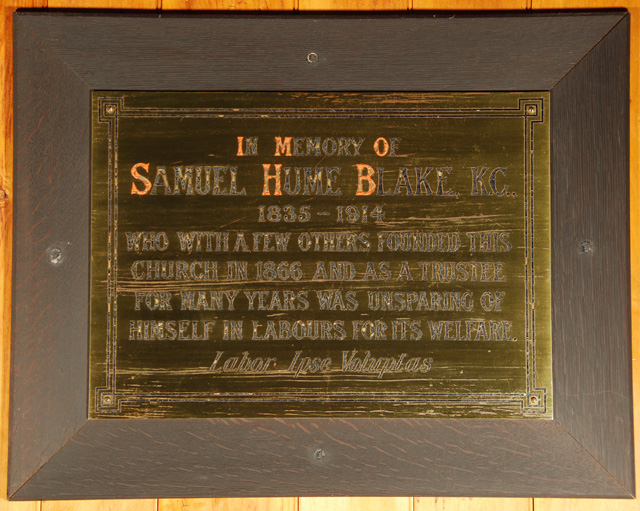 IN MEMORY OF
SAMUEL HUME BLAKE, K.C.,
1835 – 1914
WHO WITH A FEW OTHERS FOUNDED THIS
CHURCH IN 1866 AND AS A TRUSTEE
FOR MANY YEARS WAS UNSPARING OF
HIMSELF IN LABOURS FOR ITS WELFARE.
Labor Ipse Voluptas